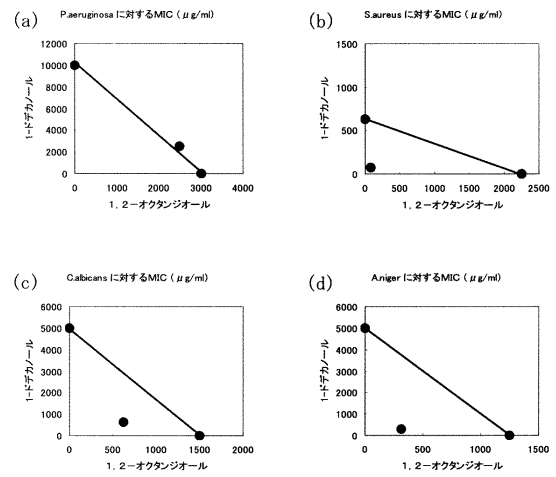 (a)
P.aeruginosa に対するMIC ( μg/ml)
1-ドデカノール
12000
10000
8000
6000
4000
2000
0
0 1000 2000 3000 4000
1, 2-オクタンジオール
(b)
S.aureus に対するMIC ( μg/ml)
1-ドデカノール
1500
1000
500
0
0 500 1000 1500 2000 2500
1, 2-オクタンジオール
(c)
C.albicans に対するMIC ( μg/ml)
1-ドデカノール
6000
5000
4000
3000
2000
1000
0
0 500 1000 1500 2000
1, 2-オクタンジオール
(d)
A.niger に対するMIC ( μg/ml)
1-ドデカノール
6000
5000
4000
3000
2000
1000
0
0 500 1000 1500
1, 2-オクタンジオール